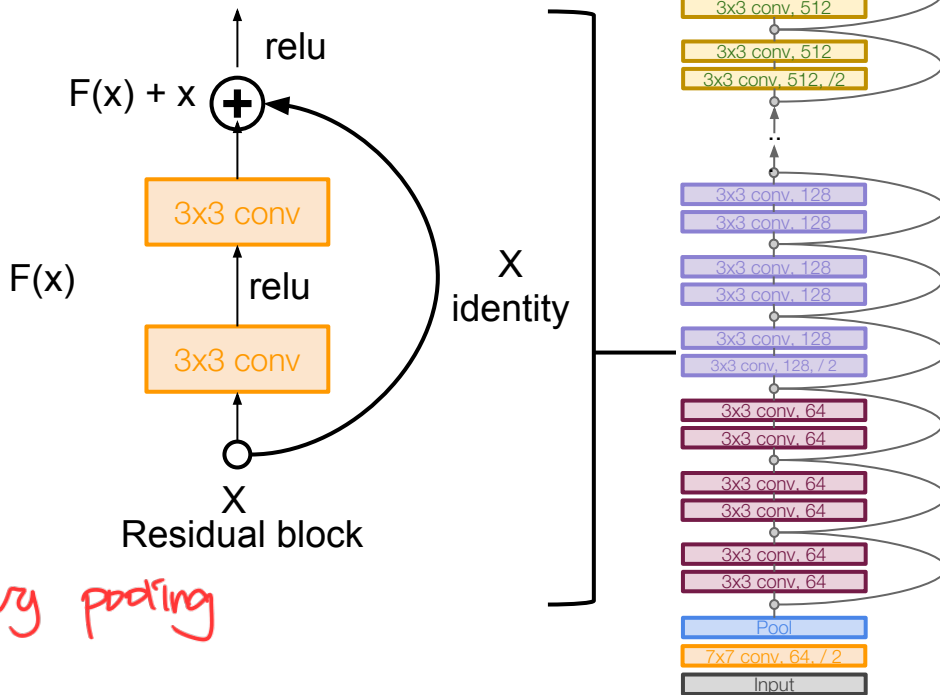 relu
F(x) + x
3x3 conv
F(x)
relu
X
identity
3x3 conv
X
Residual block
pooling
3x3 conv, 512
3x3 conv, 512
3x3 conv, 512, /2
..
3x3 conv, 128
3x3 conv, 128
3x3 conv, 128
3x3 conv, 128
3x3 conv, 128
3x3 conv, 128, / 2
3x3 conv, 64
3x3 conv, 64
3x3 conv, 64
3x3 conv, 64
3x3 conv, 64
3x3 conv, 64
Pool
7x7 conv, 64, / 2
Input